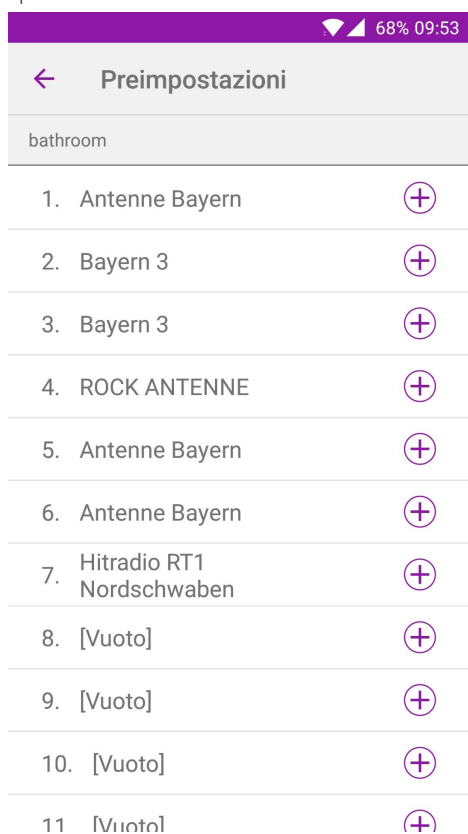 68% 09:53
Preimpostazioni
bathroom
1. Antenne Bayern
2. Bayern 3
3. Bayern 3
4. ROCK ANTENNE
5. Antenne Bayern
6. Antenne Bayern
7. Hitradio RT1
Nordschwaben
8. [Vuoto]
9. [Vuoto]
10. [Vuoto]
11. [Vuoto]